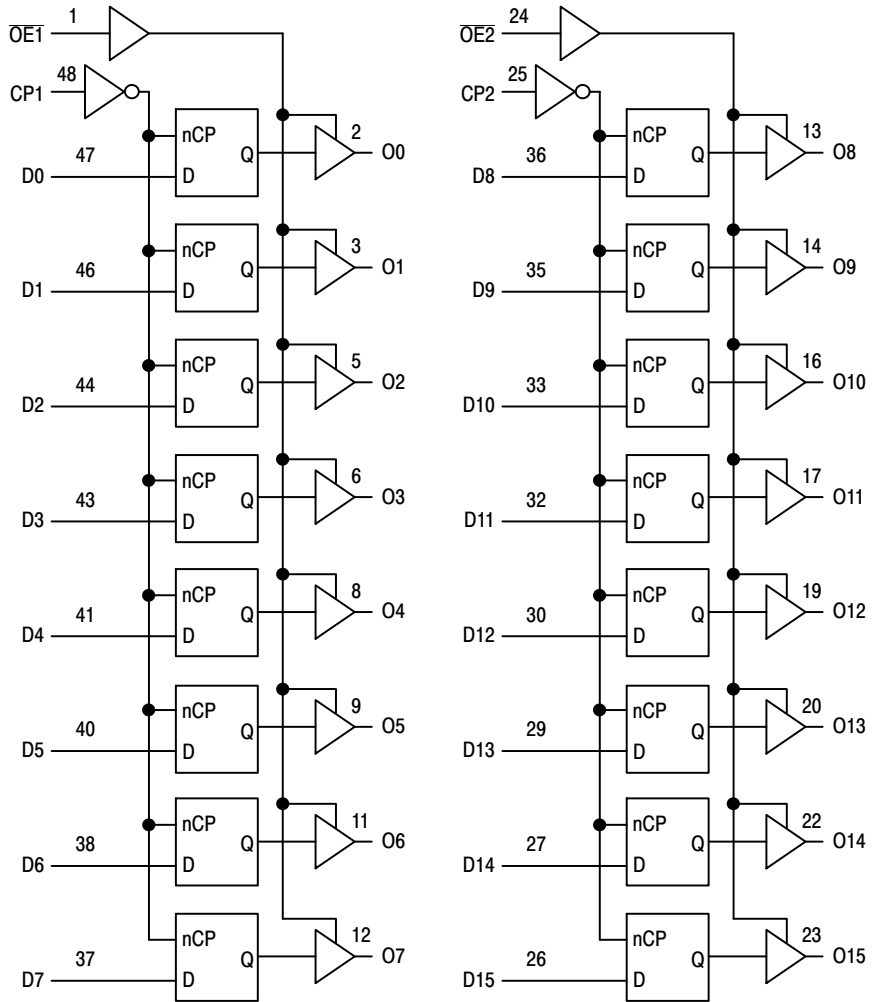 OE1 1
CP1 48
nCP
D0 47 D Q 2 O0
nCP
D1 46 D Q 3 O1
nCP
D2 44 D Q 5 O2
nCP
D3 43 D Q 6 O3
nCP
D4 41 D Q 8 O4
nCP
D5 40 D Q 9 O5
nCP
D6 38 D Q 11 O6
nCP
D7 37 D Q 12 O7
OE2 24
CP2 25
nCP
D8 36 D Q 13 O8
nCP
D9 35 D Q 14 O9
nCP
D10 33 D Q 16 O10
nCP
D11 32 D Q 17 O11
nCP
D12 30 D Q 19 O12
nCP
D13 29 D Q 20 O13
nCP
D14 27 D Q 22 O14
nCP
D15 26 D Q 23 O15